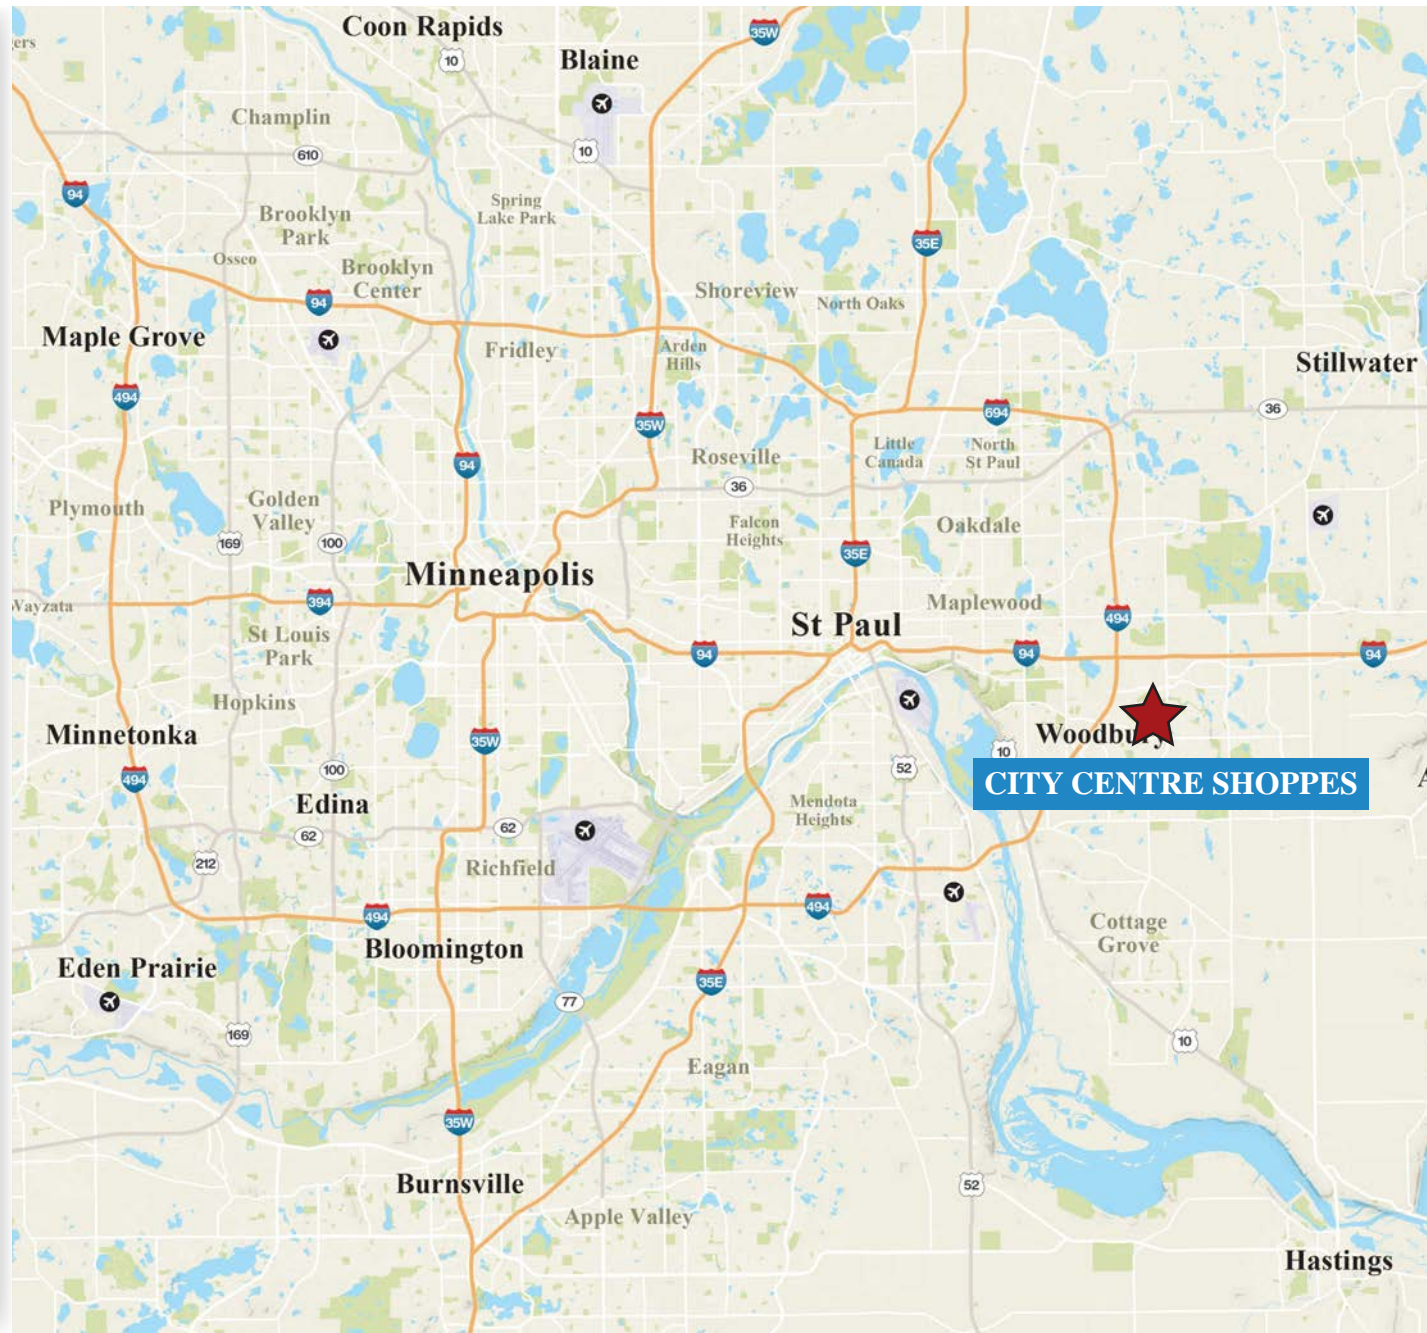 Coon Rapids
35W
10
Blaine
gers
Champlin
10
610
94
Spring
Lake Park
Brooklyn
Park
35E
Osseo
Brooklyn
Center
Shoreview
North Oaks
94
Maple Grove
Fridley
Arden
Hills
Stillwater
494
694
36
35W
Little
Canada
North
St Paul
Roseville
94
36
Plymouth
Golden
Valley
Falcon
Heights
Oakdale
169
100
35E
Minneapolis
394
Wayzata
Maplewood
494
St Paul
St Louis
Park
94
94
94
Hopkins
Minnetonka
35W
Woodbury
10
52
100
494
CITY CENTRE SHOPPES
Edina
Mendota
Heights
62
62
212
Richfield
494
494
Cottage
Grove
Bloomington
Eden Prairie
35E
77
169
10
Eagan
35W
Burnsville
52
Apple Valley
Hastings